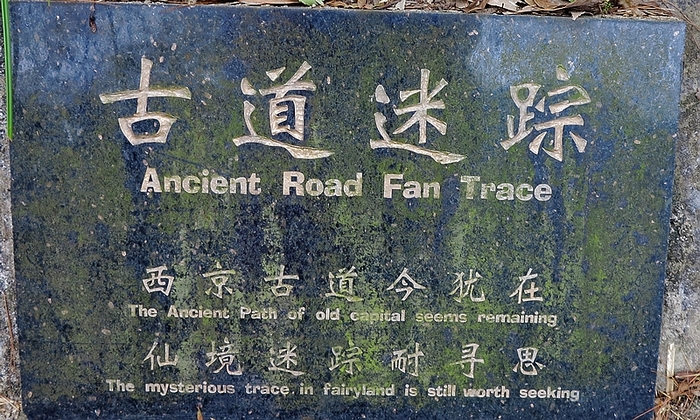 古道迷踪
Ancient Road Fan Trace
西京古道今犹在
The Ancient Path of old capital seems remaining
仙境迷踪耐寻思
The mysterious trace in fairyland is still worth seeking